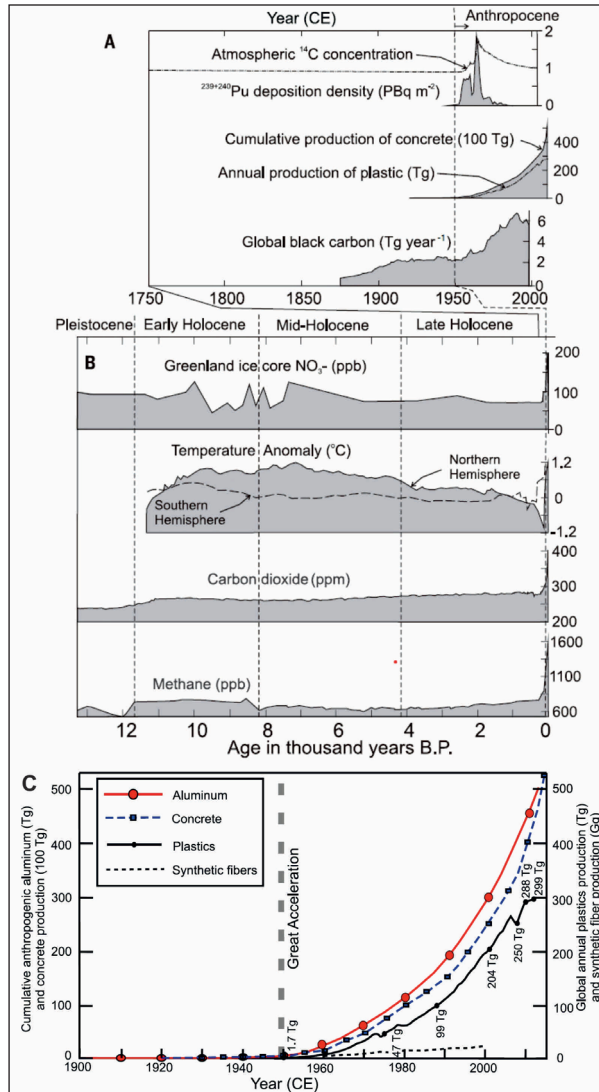 Year (CE)
Anthropocene
A
Atmospheric ¹⁴C concentration
²³⁹⁺²⁴⁰Pu deposition density (PBq m⁻²)
2
1
0
Cumulative production of concrete (100 Tg)
Annual production of plastic (Tg)
400
200
0
Global black carbon (Tg year⁻¹)
6
4
2
0
1750
1800
1850
1900
1950
2000
Pleistocene
Early Holocene
Mid-Holocene
Late Holocene
B
Greenland ice core NO₃- (ppb)
200
100
0
Temperature Anomaly (°C)
Northern
Hemisphere
Southern
Hemisphere
1,2
0
-1,2
Carbon dioxide (ppm)
400
300
200
Methane (ppb)
1600
1100
600
12
10
8
6
4
2
0
Age in thousand years B.P.
C
500
400
300
200
100
0
Cumulative anthropogenic aluminum (Tg)
and concrete production (100 Tg)
Aluminum
Concrete
Plastics
Synthetic fibers
Great Acceleration
1.7 Tg
99 Tg
204 Tg
250 Tg
288 Tg
299 Tg
500
400
300
200
100
0
Global annual plastics production (Tg)
and synthetic fiber production (Gg)
1900
1920
1940
1960
1980
2000
Year (CE)